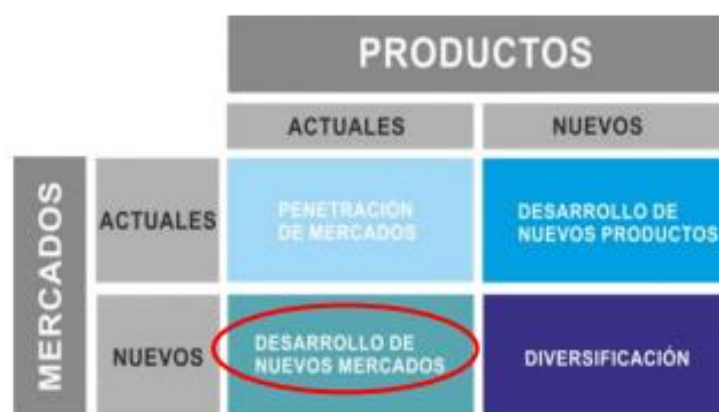 PRODUCTOS
ACTUALES
NUEVOS
MERCADOS
ACTUALES
PENETRACIÓN
DE MERCADOS
DESARROLLO DE
NUEVOS PRODUCTOS
NUEVOS
DESARROLLO DE
NUEVOS MERCADOS
DIVERSIFICACIÓN